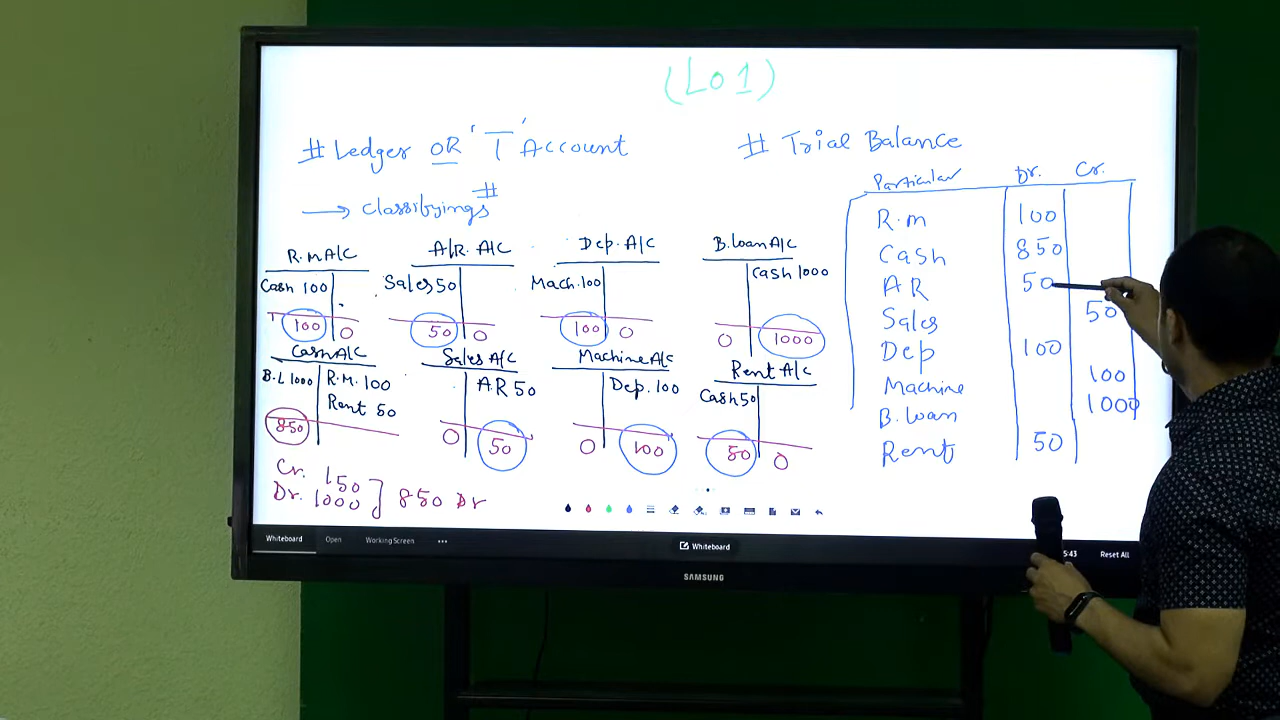 (Lo1)
# Ledger OR 'T' Account
→ classifyings #
R.m A/C
Cash 100
100 0
A/R. A/C
Sales 50
50 0
Dep. A/C
Mach. 100
100 0
B.loan A/C
Cash 1000
0 1000
Cash A/C
B.L 1000 R.M. 100
Rent 50
850
Sales A/C
A.R 50
0 50
Machine A/C
Dep. 100
0 100
Rent A/C
Cash 50
50 0
Cr. 150
Dr. 1000 ] 850 Dr
# Trial Balance
Particular Dr. Cr.
R.m 100
Cash 850
AR 50
Sales 50
Dep 100
Machine 100
B.loan 1000
Rent 50
Whiteboard Open Working Screen ••• Whiteboard 5:43 Reset All
SAMSUNG